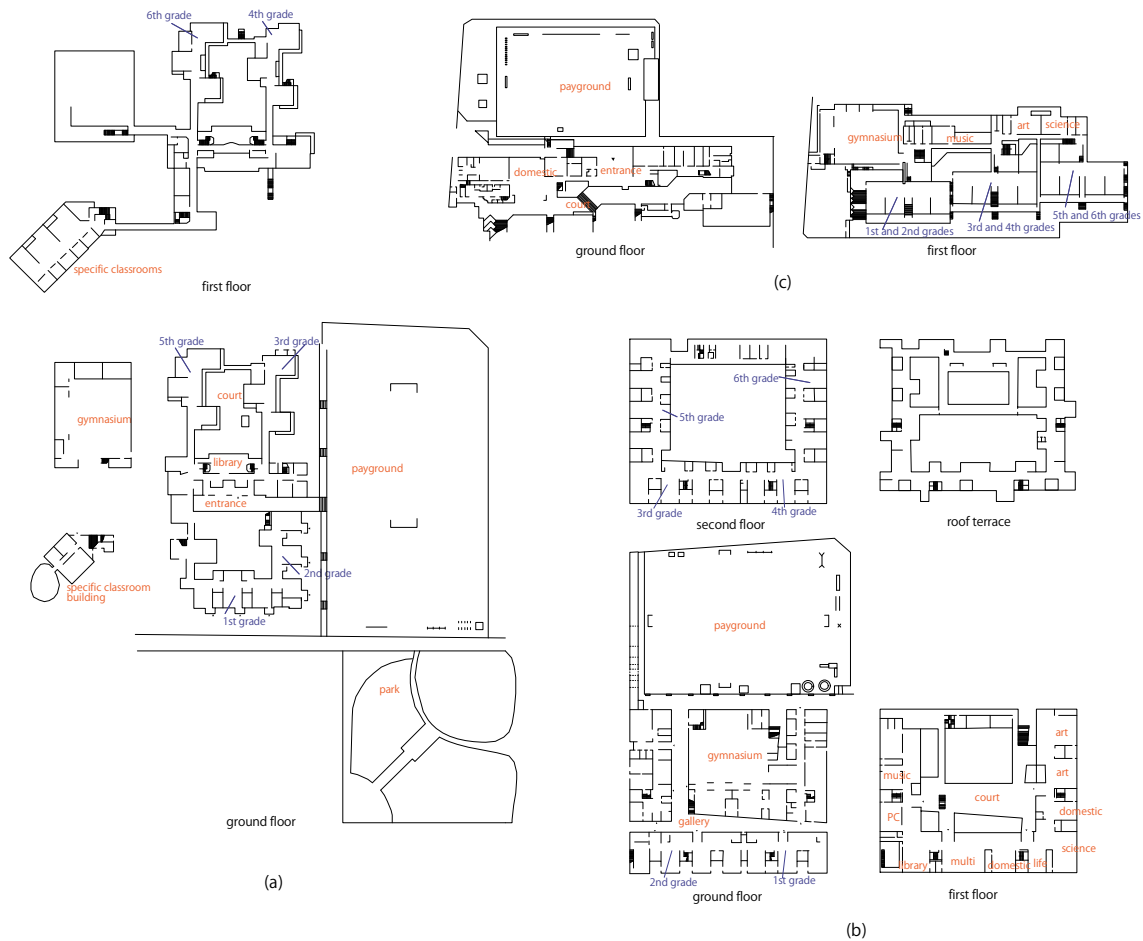 6th grade
4th grade
specific classrooms
first floor
payground
domestic
entrance
court
ground floor
gymnasium
music
art
science
1st and 2nd grades
3rd and 4th grades
5th and 6th grades
first floor
(c)
5th grade
3rd grade
court
gymnasium
library
entrance
payground
specific classroom
building
2nd grade
1st grade
park
ground floor
(a)
6th grade
5th grade
3rd grade
4th grade
second floor
roof terrace
payground
gymnasium
gallery
2nd grade
1st grade
ground floor
art
art
music
court
PC
domestic
science
library
multi
domestic
life
first floor
(b)